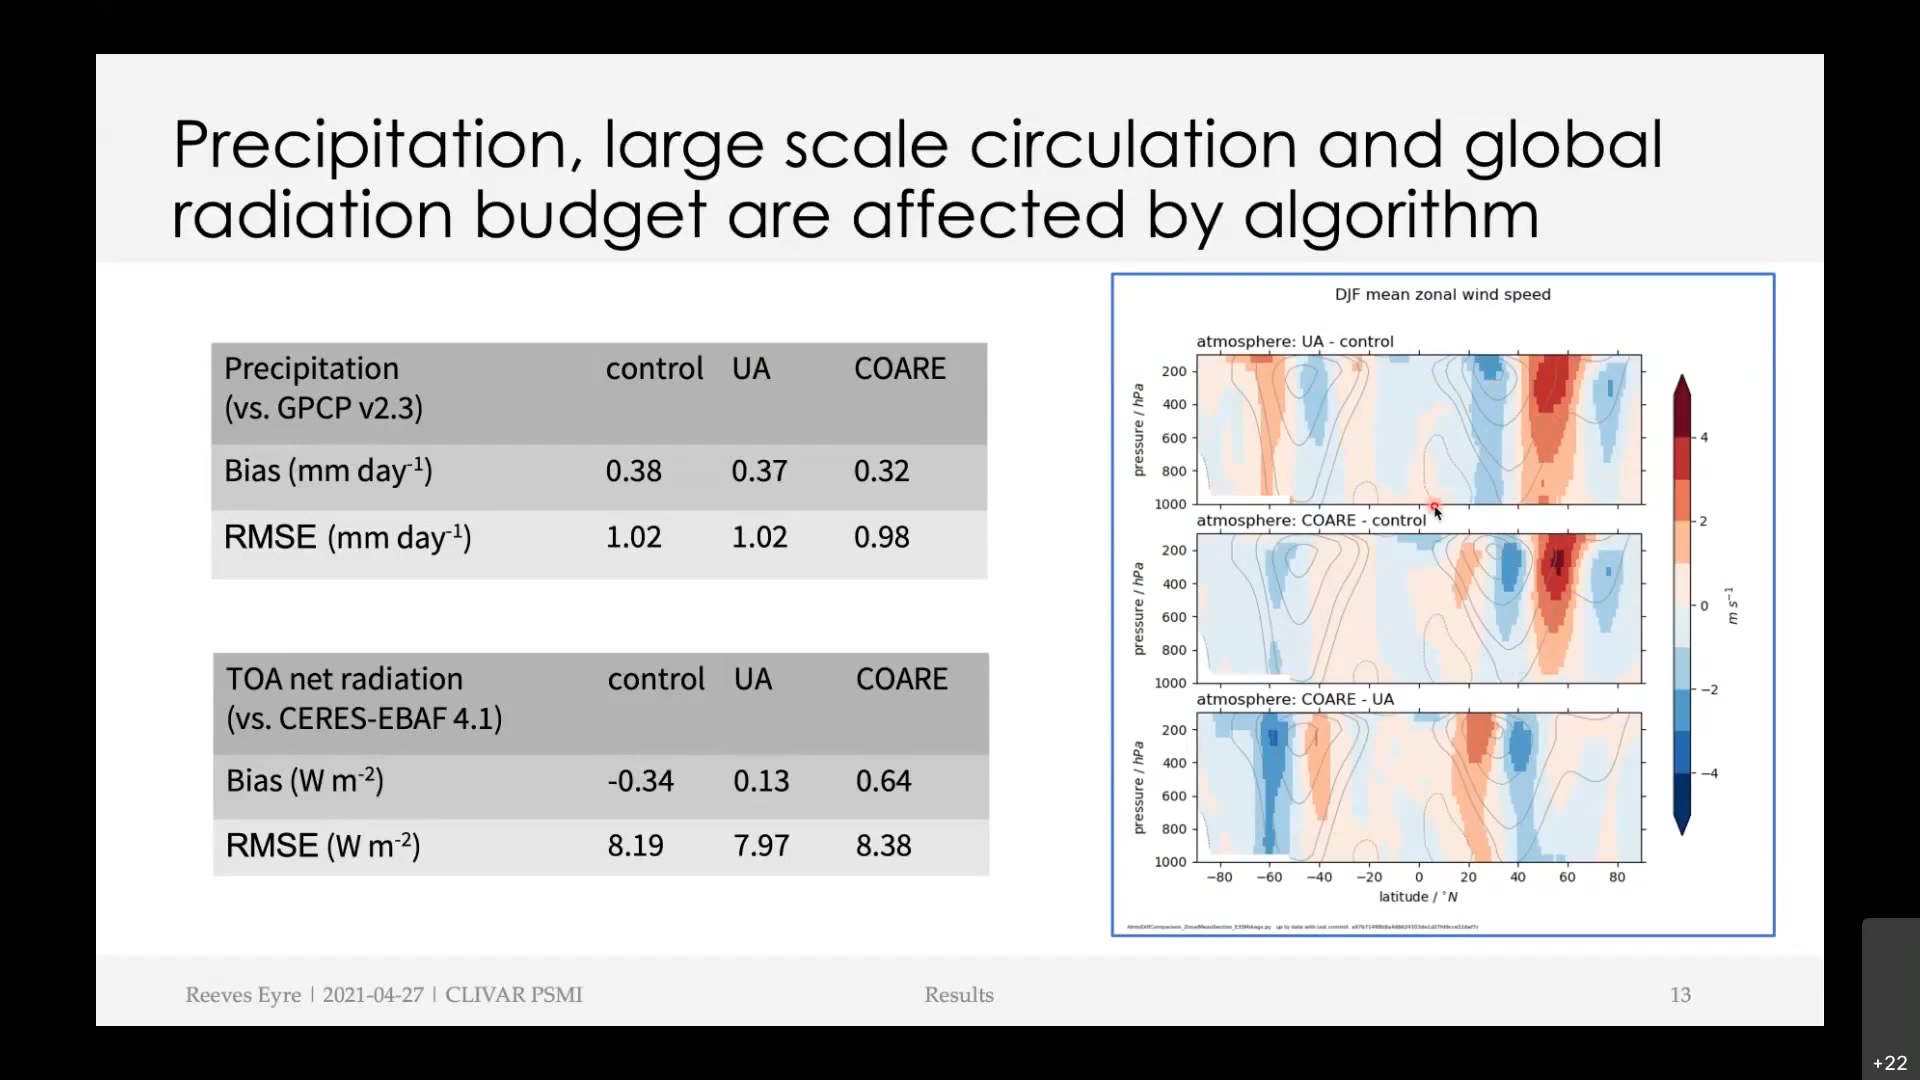 Precipitation, large scale circulation and global
radiation budget are affected by algorithm
Precipitation control UA COARE
(vs. GPCP v2.3)
Bias (mm day-1) 0.38 0.37 0.32
RMSE (mm day-1) 1.02 1.02 0.98
TOA net radiation control UA COARE
(vs. CERES-EBAF 4.1)
Bias (W m-2) -0.34 0.13 0.64
RMSE (W m-2) 8.19 7.97 8.38
DJF mean zonal wind speed
atmosphere: UA - control
200
400
600
800
1000
pressure / hPa
atmosphere: COARE - control
200
400
600
800
1000
pressure / hPa
atmosphere: COARE - UA
200
400
600
800
1000
pressure / hPa
−80 −60 −40 −20 0 20 40 60 80
latitude / °N
4
2
0
−2
−4
m s−1
up to date with last commit
Reeves Eyre | 2021-04-27 | CLIVAR PSMI
Results
13
+22